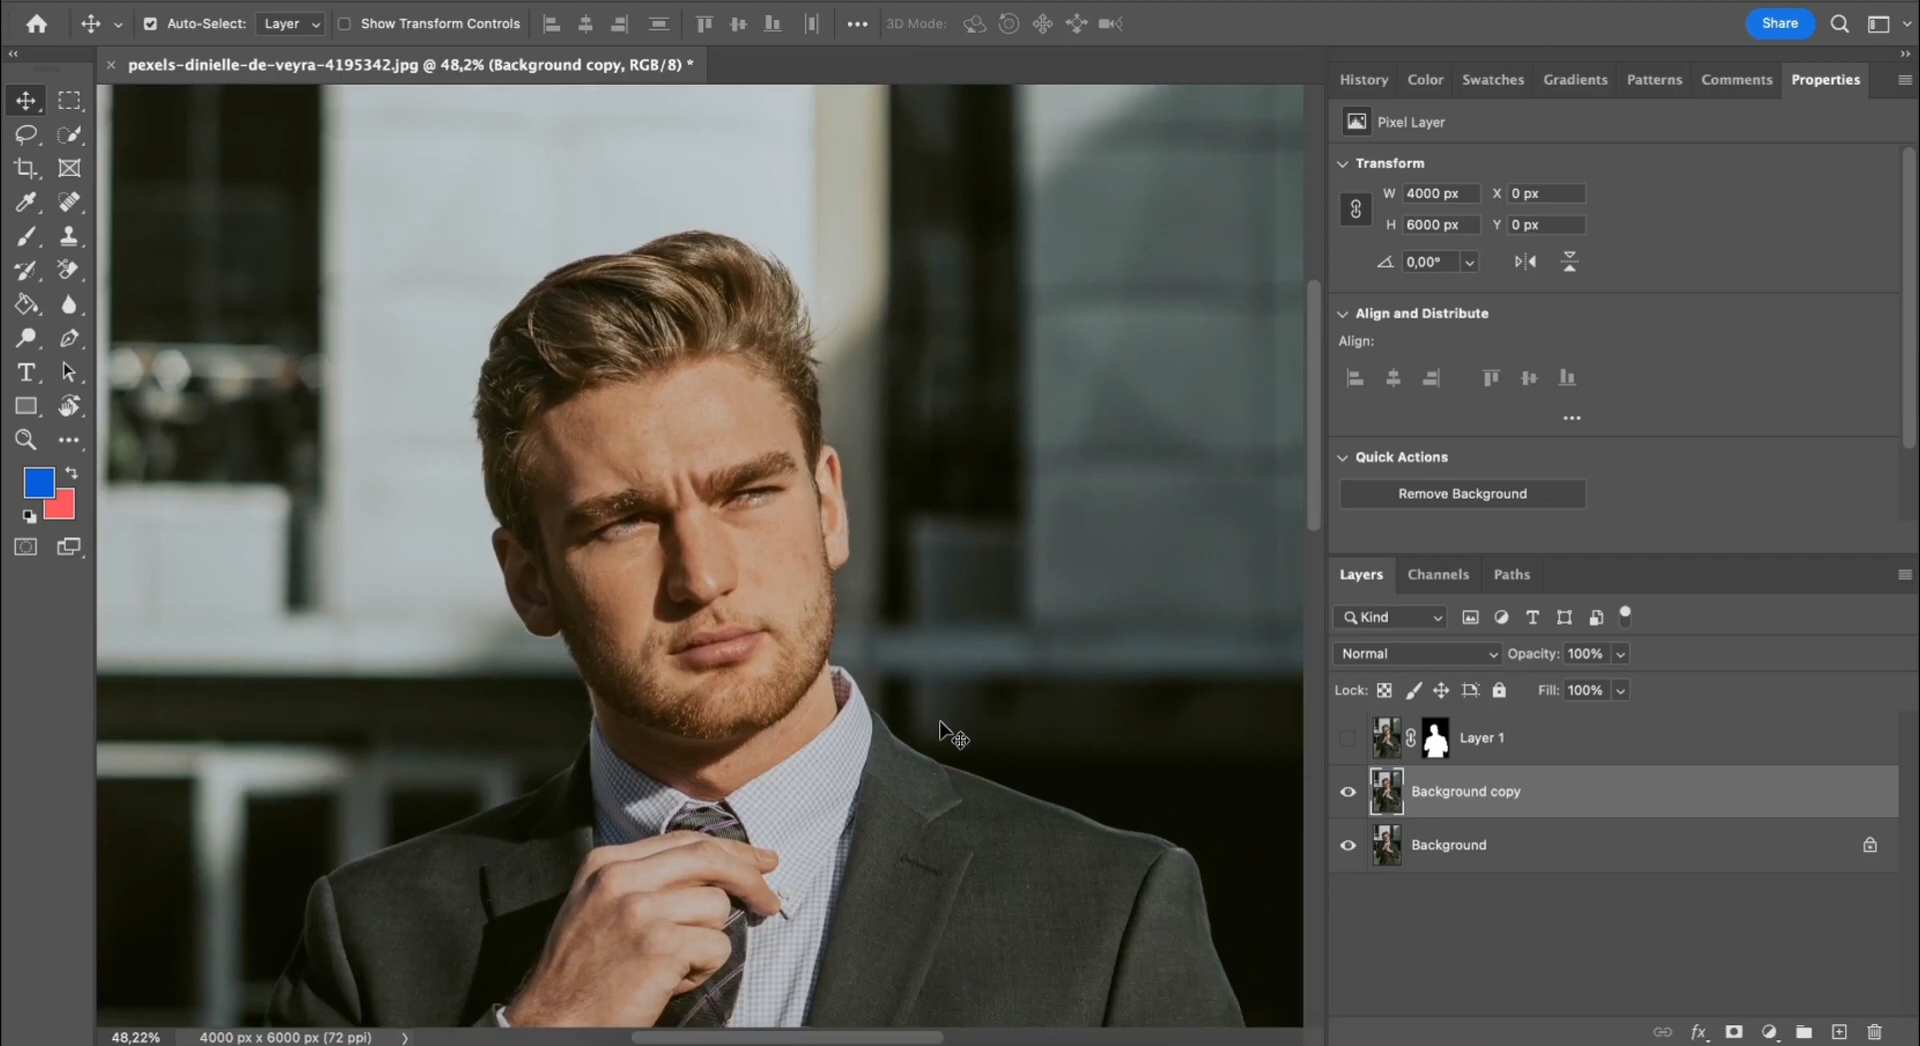 Auto-Select: Layer Show Transform Controls 3D Mode: Share
pexels-dinielle-de-veyra-4195342.jpg @ 48,2% (Background copy, RGB/8) *
History Color Swatches Gradients Patterns Comments Properties
Pixel Layer
Transform
W 4000 px X 0 px
H 6000 px Y 0 px
0,00°
Align and Distribute
Align:
Quick Actions
Remove Background
Layers Channels Paths
Kind
Normal Opacity: 100%
Lock: Fill: 100%
Layer 1
Background copy
Background
48,22% 4000 px x 6000 px (72 ppi)